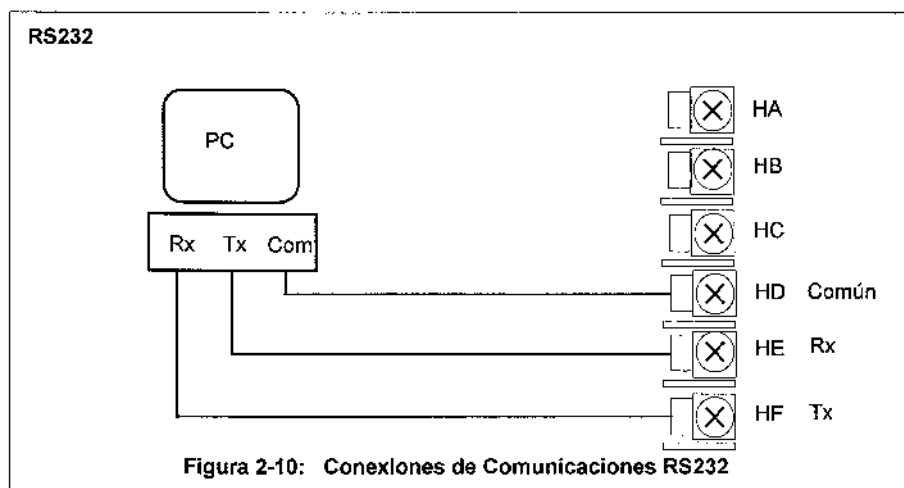 RS232
PC
Rx Tx Com
HA
HB
HC
HD Común
HE Rx
HF Tx
Figura 2-10: Conexiones de Comunicaciones RS232